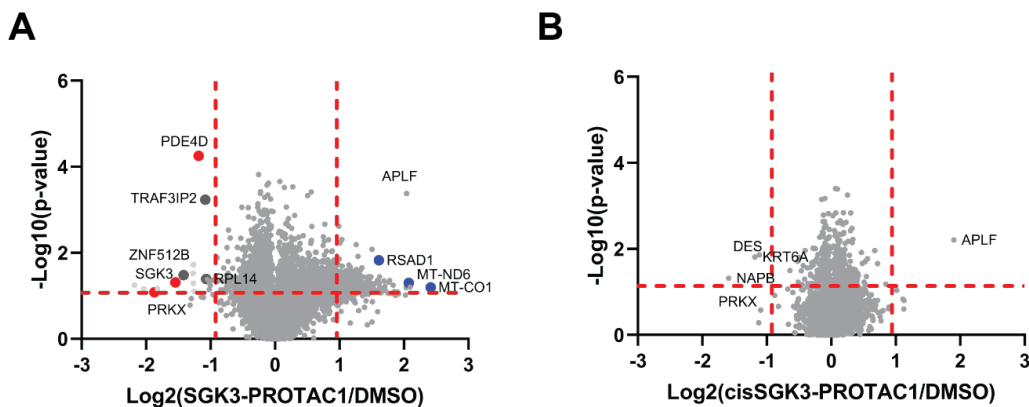 A
-Log10(p-value)
6
4
2
0
PDE4D
TRAF3IP2
ZNF512B
SGK3
RPL14
PRKX
APLF
RSAD1
MT-ND6
MT-CO1
-3 -2 -1 0 1 2 3
Log2(SGK3-PROTAC1/DMSO)
B
-Log10(p-value)
6
4
2
0
DES
KRT6A
NAPB
PRKX
APLF
-3 -2 -1 0 1 2 3
Log2(cisSGK3-PROTAC1/DMSO)